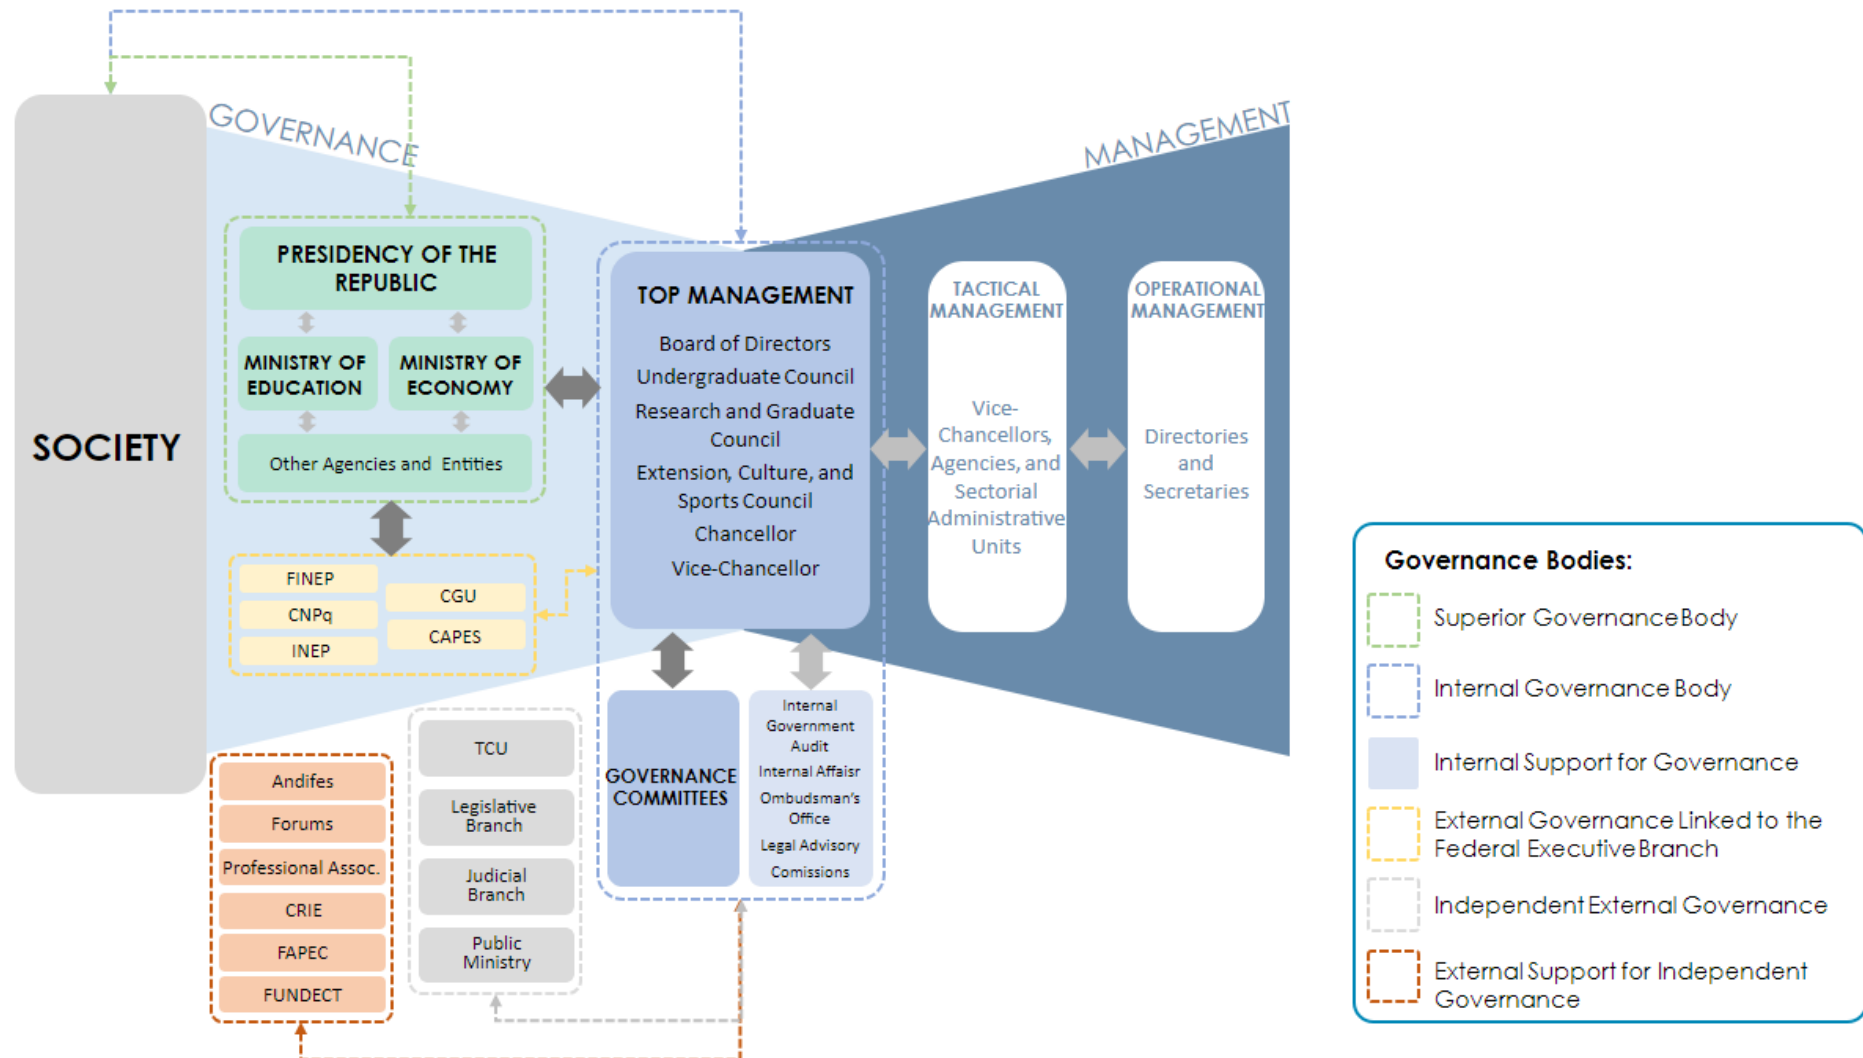 GOVERNANCE
MANAGEMENT
SOCIETY
PRESIDENCY OF THE
REPUBLIC
MINISTRY OF
EDUCATION
MINISTRY OF
ECONOMY
Other Agencies and Entities
FINEP
CNPq
INEP
CGU
CAPES
TOP MANAGEMENT
Board of Directors
Undergraduate Council
Research and Graduate
Council
Extension, Culture, and
Sports Council
Chancellor
Vice-Chancellor
TACTICAL
MANAGEMENT
Vice-
Chancellors,
Agencies, and
Sectorial
Administrative
Units
OPERATIONAL
MANAGEMENT
Directories
and
Secretaries
GOVERNANCE
COMMITTEES
Internal
Government
Audit
Internal Affaisr
Ombudsman's
Office
Legal Advisory
Comissions
TCU
Legislative
Branch
Judicial
Branch
Public
Ministry
Andifes
Forums
Professional Assoc.
CRIE
FAPEC
FUNDECT
Governance Bodies:
Superior Governance Body
Internal Governance Body
Internal Support for Governance
External Governance Linked to the
Federal Executive Branch
Independent External Governance
External Support for Independent
Governance